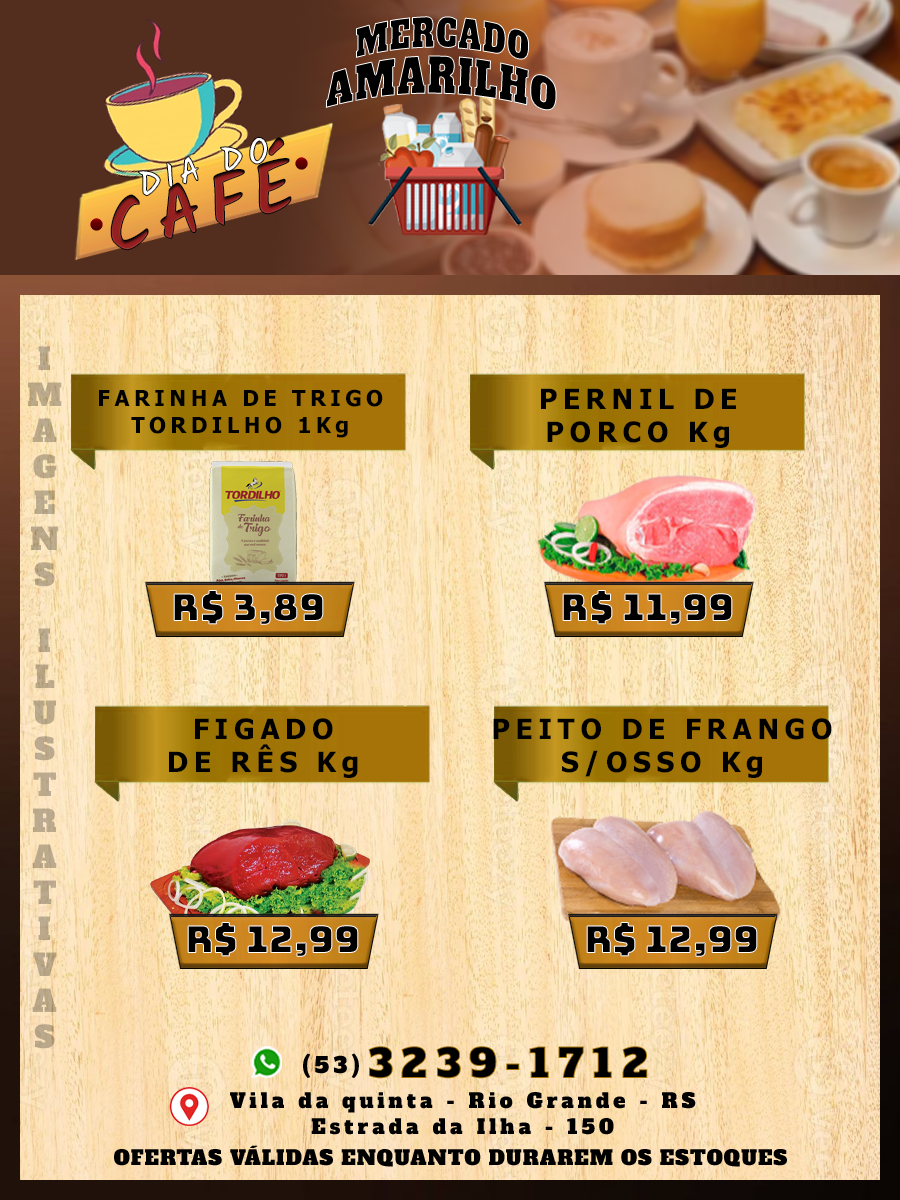 MERCADO
AMARILHO
DIA DO
CAFÉ
IMAGENS ILUSTRATIVAS
FARINHA DE TRIGO
TORDILHO 1Kg
TORDILHO
Farinha
de Trigo
R$ 3,89
PERNIL DE
PORCO Kg
R$ 11,99
FIGADO
DE RÊS Kg
R$ 12,99
PEITO DE FRANGO
S/OSSO Kg
R$ 12,99
(53) 3239-1712
Vila da quinta - Rio Grande - RS
Estrada da Ilha - 150
OFERTAS VÁLIDAS ENQUANTO DURAREM OS ESTOQUES